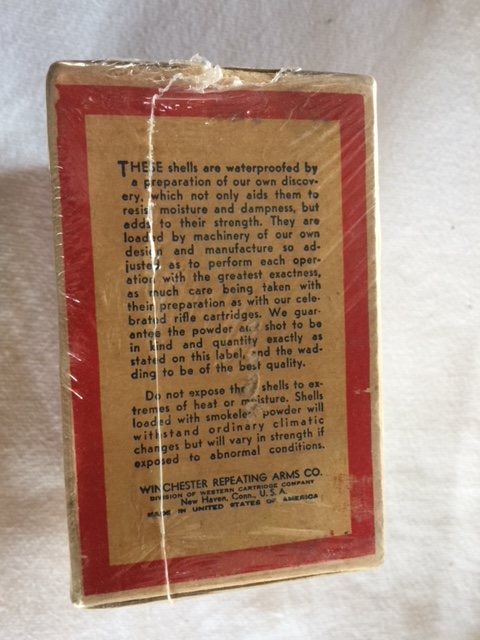 THESE shells are waterproofed by
a preparation of our own discov-
ery, which not only aids them to
resist moisture and dampness, but
adds to their strength. They are
loaded by machinery of our own
design and manufacture so ad-
justed as to perform each oper-
ation with the greatest exactness,
as much care being taken with
their preparation as with our cele-
brated rifle cartridges. We guar-
antee the powder and shot to be
in kind and quantity exactly as
stated on this label, and the wad-
ding to be of the best quality.
Do not expose these shells to ex-
tremes of heat or moisture. Shells
loaded with smokeless powder will
withstand ordinary climatic
changes but will vary in strength if
exposed to abnormal conditions.
WINCHESTER REPEATING ARMS CO.
DIVISION OF WESTERN CARTRIDGE COMPANY
New Haven, Conn., U. S. A.
MADE IN UNITED STATES OF AMERICA